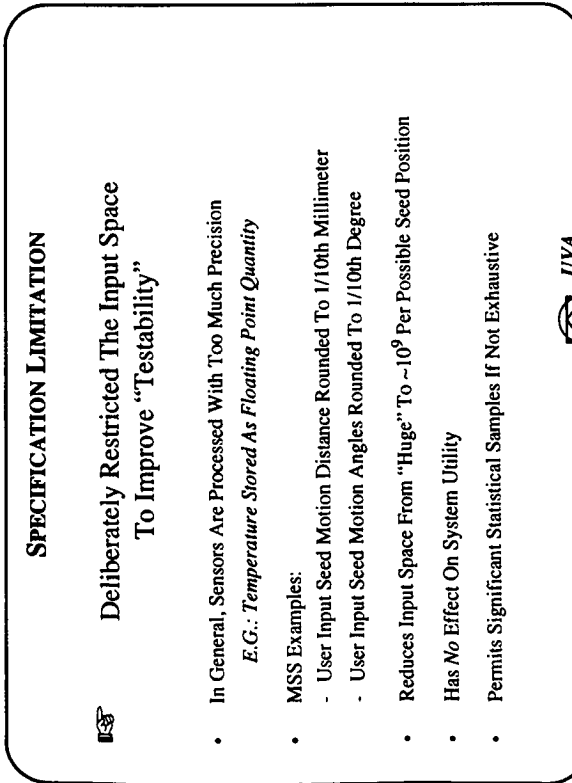 SPECIFICATION LIMITATION
Deliberately Restricted The Input Space
To Improve “Testability”
• In General, Sensors Are Processed With Too Much Precision
E.G.: Temperature Stored As Floating Point Quantity
• MSS Examples:
- User Input Seed Motion Distance Rounded To 1/10th Millimeter
- User Input Seed Motion Angles Rounded To 1/10th Degree
• Reduces Input Space From “Huge” To ~10⁹ Per Possible Seed Position
• Has No Effect On System Utility
• Permits Significant Statistical Samples If Not Exhaustive
UVA